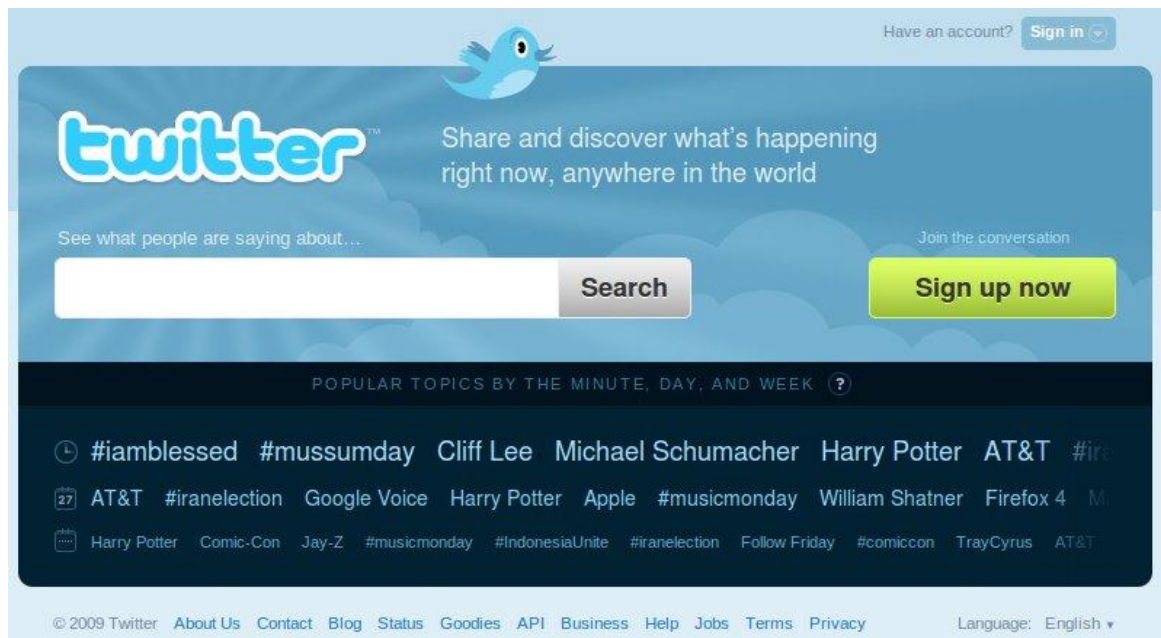 Have an account? Sign in
twitter™
Share and discover what's happening
right now, anywhere in the world
See what people are saying about…
Join the conversation
Search
Sign up now
POPULAR TOPICS BY THE MINUTE, DAY, AND WEEK ?
#iamblessed #mussumday Cliff Lee Michael Schumacher Harry Potter AT&T
27 AT&T #iranelection Google Voice Harry Potter Apple #musicmonday William Shatner Firefox 4
Harry Potter Comic-Con Jay-Z #musicmonday #IndonesiaUnite #iranelection Follow Friday #comiccon TrayCyrus AT&T
© 2009 Twitter About Us Contact Blog Status Goodies API Business Help Jobs Terms Privacy Language: English